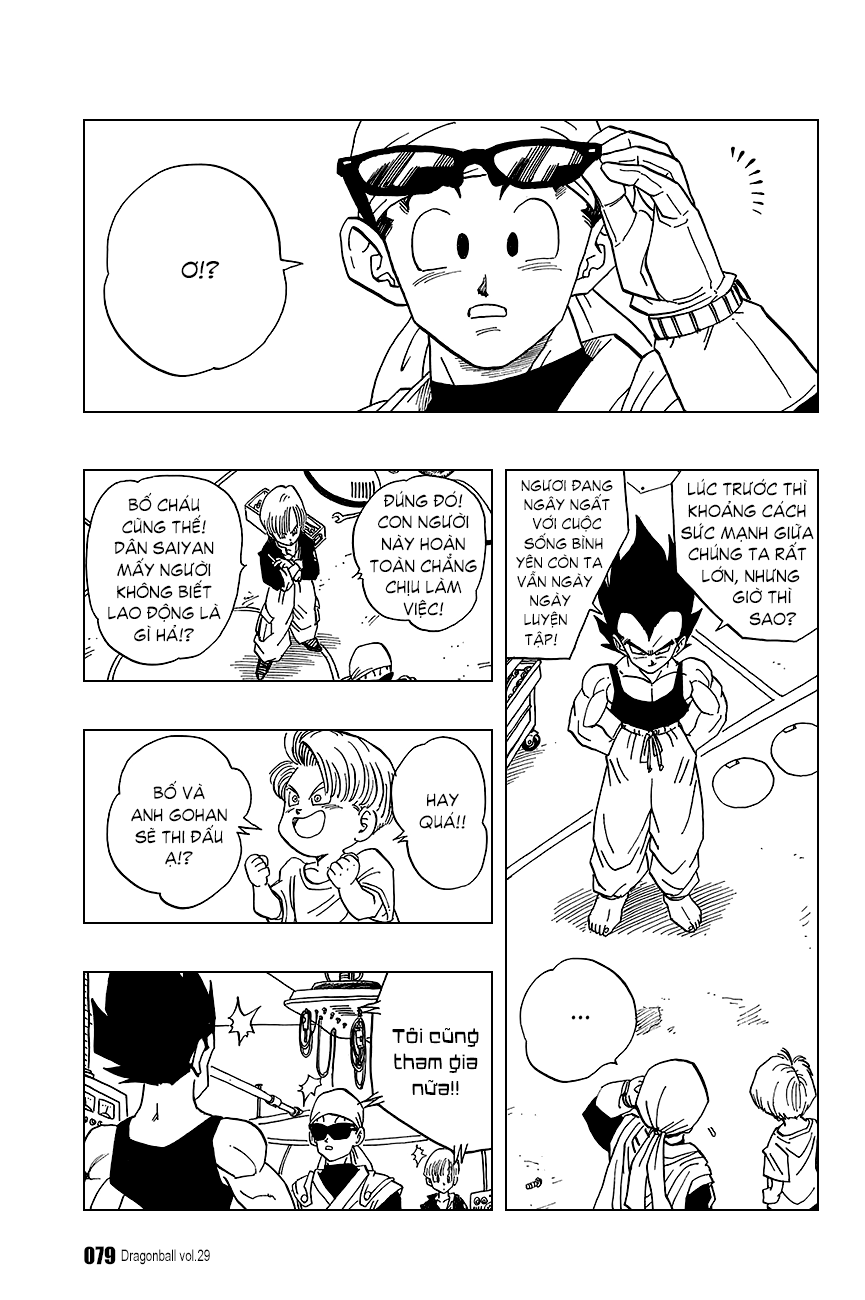 Ơ!?
LÚC TRƯỚC THÌ
KHOẢNG CÁCH
SỨC MẠNH GIỮA
CHÚNG TA RẤT
LỚN, NHƯNG
GIỜ THÌ
SAO?
NGƯƠI ĐANG
NGÂY NGẤT
VỚI CUỘC
SỐNG BÌNH
YÊN CÒN TA
VẪN NGÀY
NGÀY
LUYỆN
TẬP!
...
ĐÚNG ĐÓ!
CON NGƯỜI
NÀY HOÀN
TOÀN CHẲNG
CHỊU LÀM
VIỆC!
BỐ CHÁU
CŨNG THẾ!
DÂN SAIYAN
MẤY NGƯỜI
KHÔNG BIẾT
LAO ĐỘNG LÀ
GÌ HẢ!?
HAY
QUÁ!!
BỐ VÀ
ANH GOHAN
SẼ THI ĐẤU
Ạ!?
Tôi cũng
tham gia
nữa!!
079 Dragonball vol.29